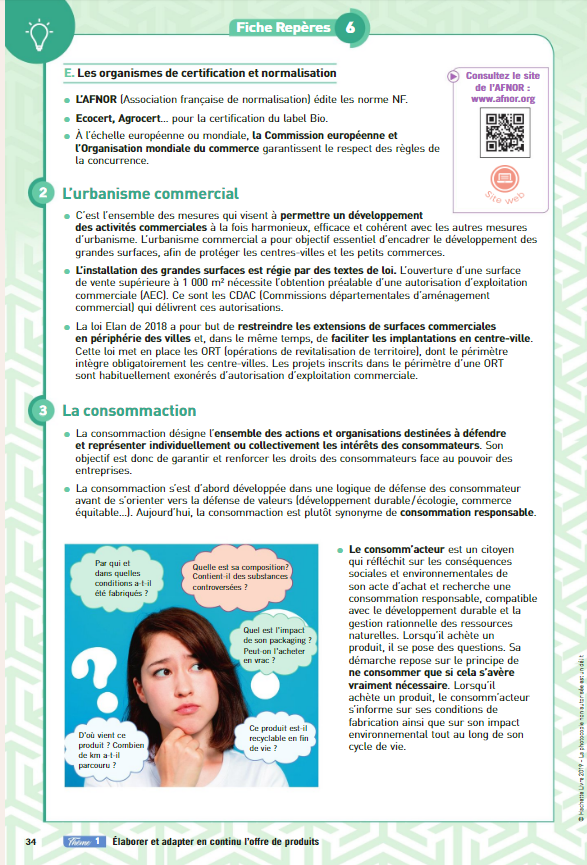 Fiche Repères 6
E. Les organismes de certification et normalisation
• L'AFNOR (Association française de normalisation) édite les norme NF.
• Ecocert, Agrocert... pour la certification du label Bio.
• À l'échelle européenne ou mondiale, la Commission européenne et
l'Organisation mondiale du commerce garantissent le respect des règles de
la concurrence.
Consultez le site
de l'AFNOR :
www.afnor.org
Site web
2 L'urbanisme commercial
• C'est l'ensemble des mesures qui visent à permettre un développement
des activités commerciales à la fois harmonieux, efficace et cohérent avec les autres mesures
d'urbanisme. L'urbanisme commercial a pour objectif essentiel d'encadrer le développement des
grandes surfaces, afin de protéger les centres-villes et les petits commerces.
• L'installation des grandes surfaces est régie par des textes de loi. L'ouverture d'une surface
de vente supérieure à 1 000 m² nécessite l'obtention préalable d'une autorisation d'exploitation
commerciale (AEC). Ce sont les CDAC (Commissions départementales d'aménagement
commercial) qui délivrent ces autorisations.
• La loi Elan de 2018 a pour but de restreindre les extensions de surfaces commerciales
en périphérie des villes et, dans le même temps, de faciliter les implantations en centre-ville.
Cette loi met en place les ORT (opérations de revitalisation de territoire), dont le périmètre
intègre obligatoirement les centre-villes. Les projets inscrits dans le périmètre d'une ORT
sont habituellement exonérés d'autorisation d'exploitation commerciale.
3 La consommaction
• La consommaction désigne l'ensemble des actions et organisations destinées à défendre
et représenter individuellement ou collectivement les intérêts des consommateurs. Son
objectif est donc de garantir et renforcer les droits des consommateurs face au pouvoir des
entreprises.
• La consommaction s'est d'abord développée dans une logique de défense des consommateur
avant de s'orienter vers la défense de valeurs (développement durable/écologie, commerce
équitable...). Aujourd'hui, la consommaction est plutôt synonyme de consommation responsable.
Par qui et
dans quelles
conditions a-t-il
été fabriqués ?
Quelle est sa composition?
Contient-il des substances
controversées ?
Quel est l'impact
de son packaging ?
Peut-on l'acheter
en vrac ?
D'où vient ce
produit ? Combien
de km a-t-il
parcouru ?
Ce produit est-il
recyclable en fin
de vie ?
• Le consomm'acteur est un citoyen
qui réfléchit sur les conséquences
sociales et environnementales de
son acte d'achat et recherche une
consommation responsable, compatible
avec le développement durable et la
gestion rationnelle des ressources
naturelles. Lorsqu'il achète un
produit, il se pose des questions. Sa
démarche repose sur le principe de
ne consommer que si cela s'avère
vraiment nécessaire. Lorsqu'il
achète un produit, le consomm'acteur
s'informe sur ses conditions de
fabrication ainsi que sur son impact
environnemental tout au long de son
cycle de vie.
© Hachette Livre 2019 – La photocopie non autorisée est un délit
34 Thème 1 Élaborer et adapter en continu l'offre de produits